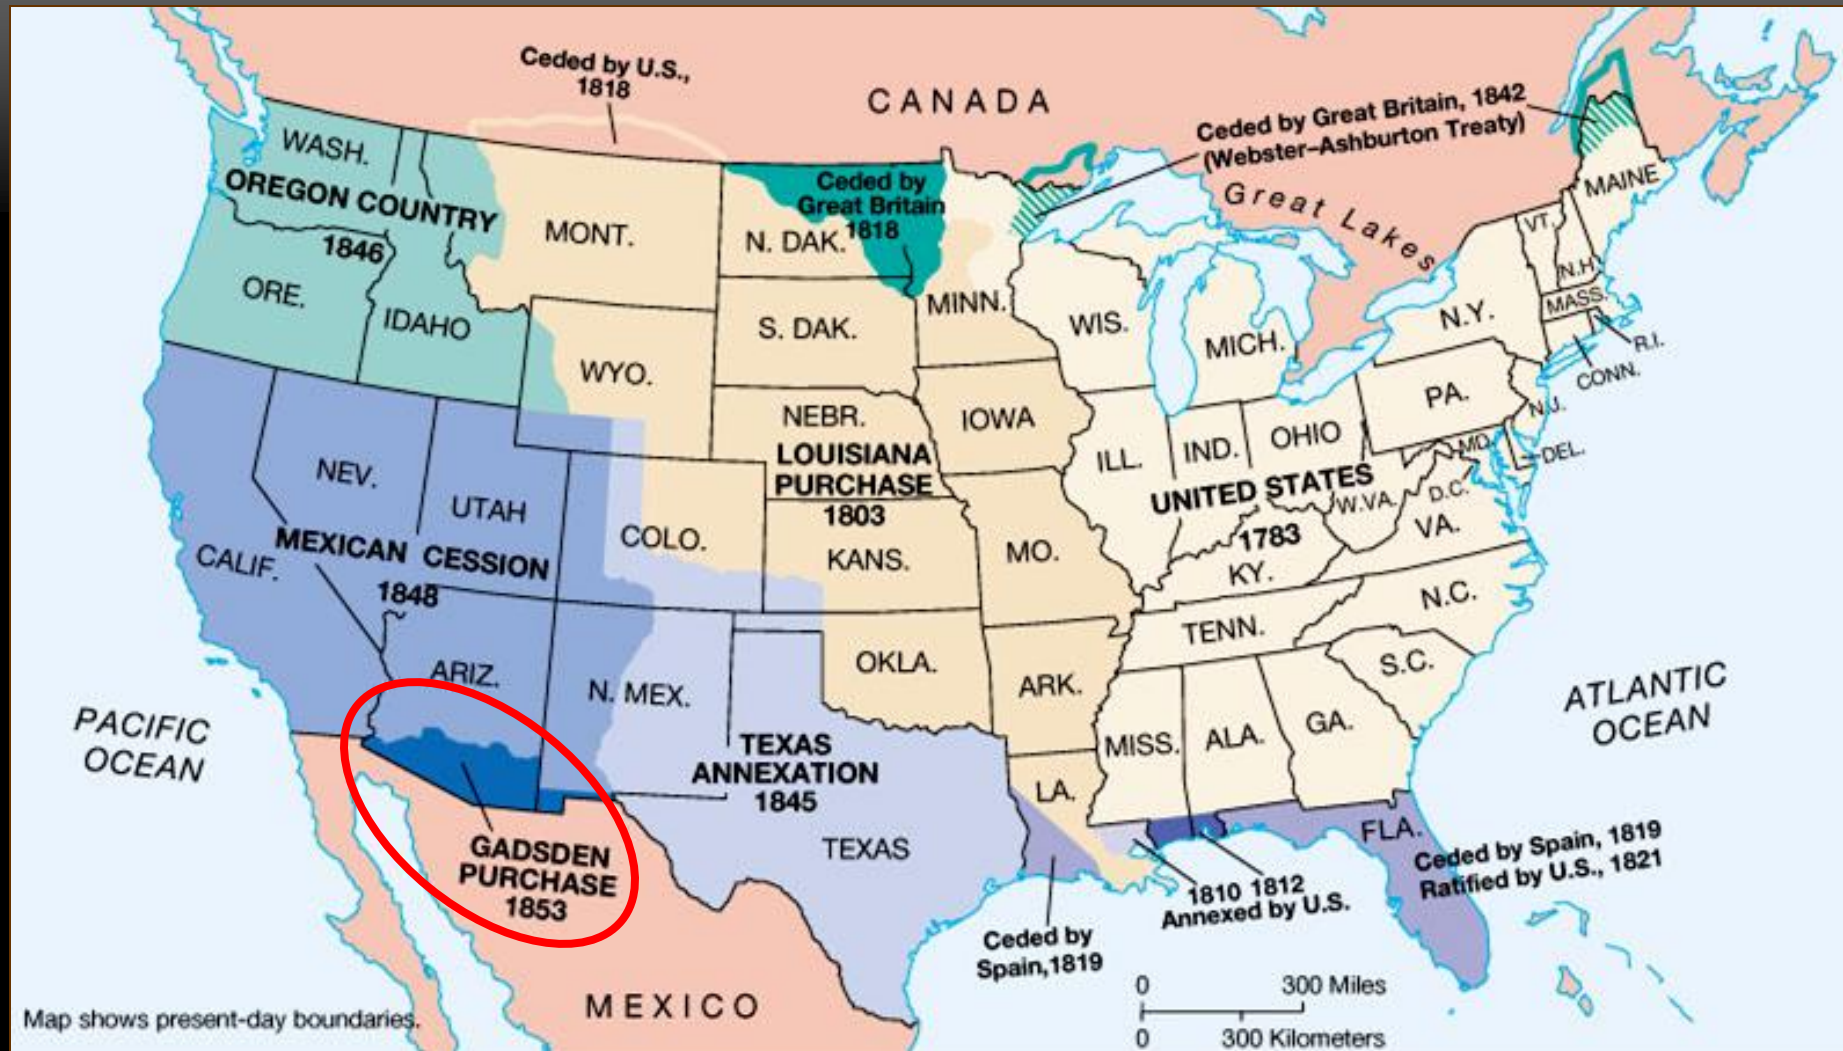 Ceded by U.S.,
1818
CANADA
Ceded by Great Britain, 1842
(Webster–Ashburton Treaty)
WASH.
OREGON COUNTRY
1846
ORE.
IDAHO
MONT.
Ceded by
Great Britain
1818
N. DAK.
MINN.
S. DAK.
WYO.
Great Lakes
MAINE
VT.
N.H.
MASS.
R.I.
CONN.
N.Y.
WIS.
MICH.
PA.
N.J.
MD.
DEL.
NEBR.
IOWA
LOUISIANA
PURCHASE
1803
ILL.
IND.
OHIO
UNITED STATES
1783
W.VA.
D.C.
VA.
NEV.
UTAH
COLO.
KANS.
MO.
KY.
CALIF.
MEXICAN CESSION
1848
N.C.
TENN.
S.C.
ARIZ.
N. MEX.
OKLA.
ARK.
PACIFIC
OCEAN
ATLANTIC
OCEAN
TEXAS
ANNEXATION
1845
MISS.
ALA.
GA.
LA.
TEXAS
FLA.
GADSDEN
PURCHASE
1853
Ceded by Spain, 1819
Ratified by U.S., 1821
1810 1812
Annexed by U.S.
Ceded by
Spain,1819
MEXICO
0 300 Miles
0 300 Kilometers
Map shows present-day boundaries.